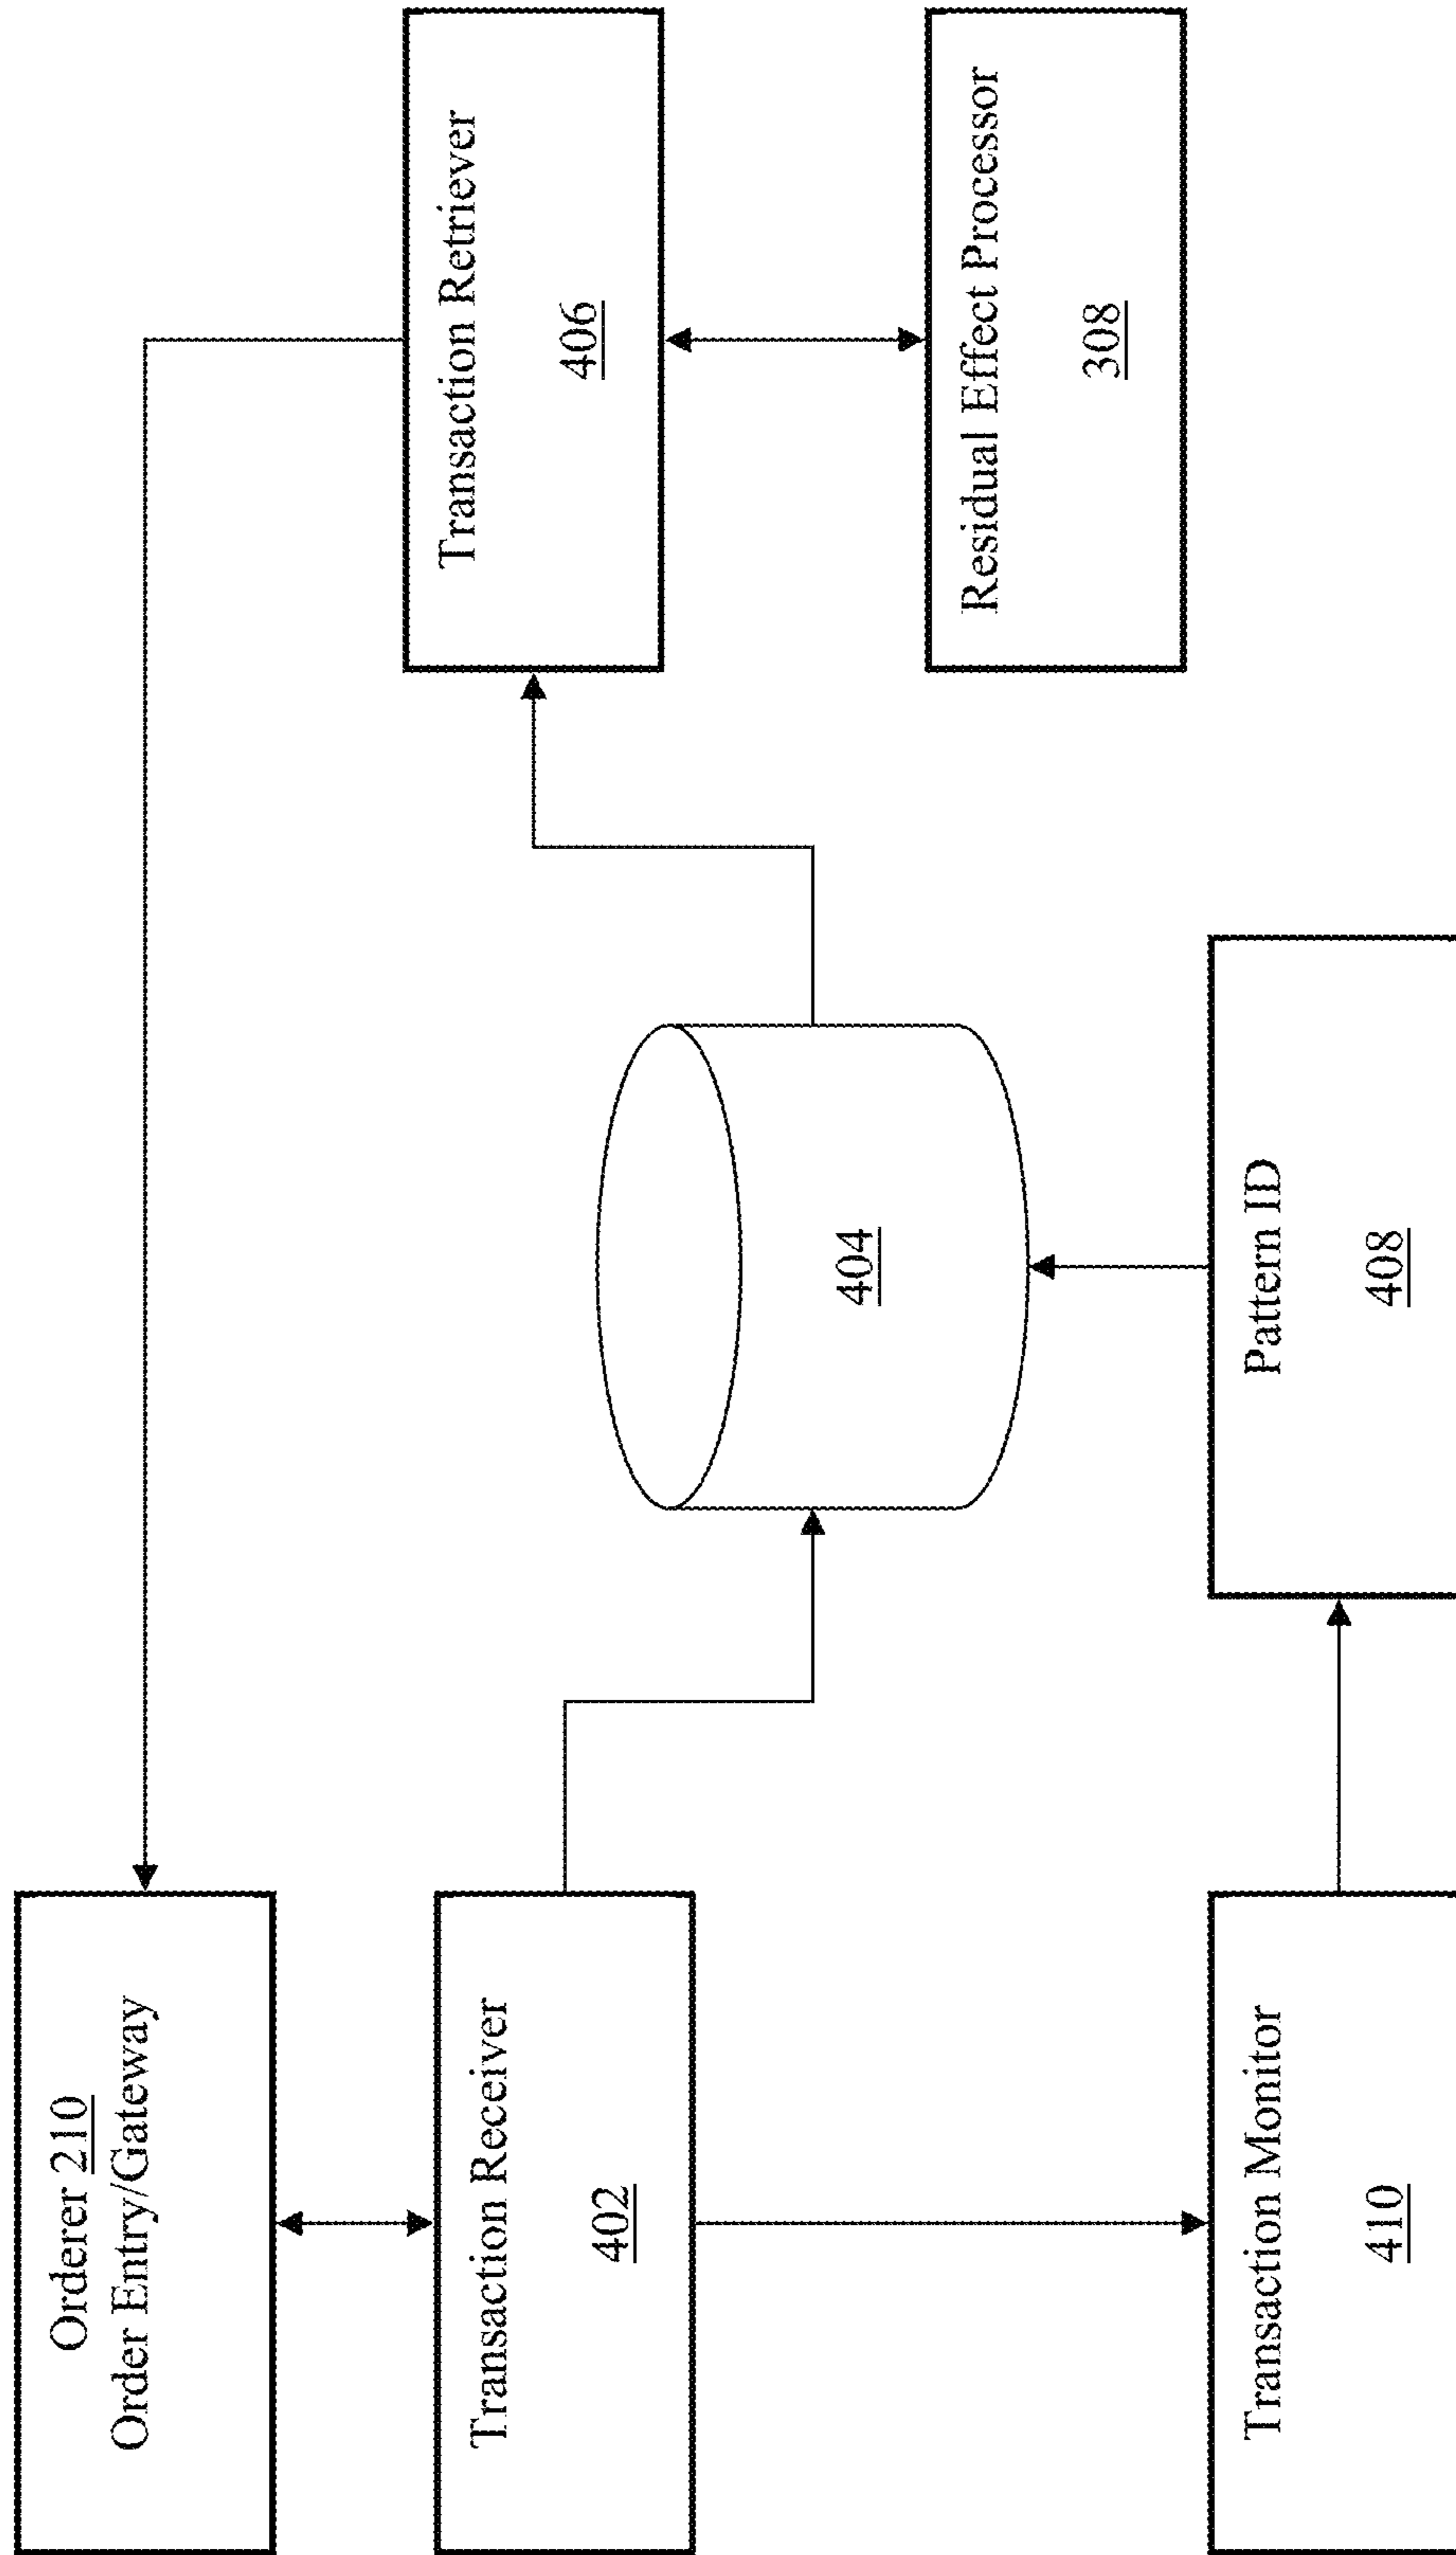 Orderer 210
Order Entry/Gateway
Transaction Receiver
402
Transaction Retriever
406
404
Residual Effect Processor
308
Transaction Monitor
410
Pattern ID
408